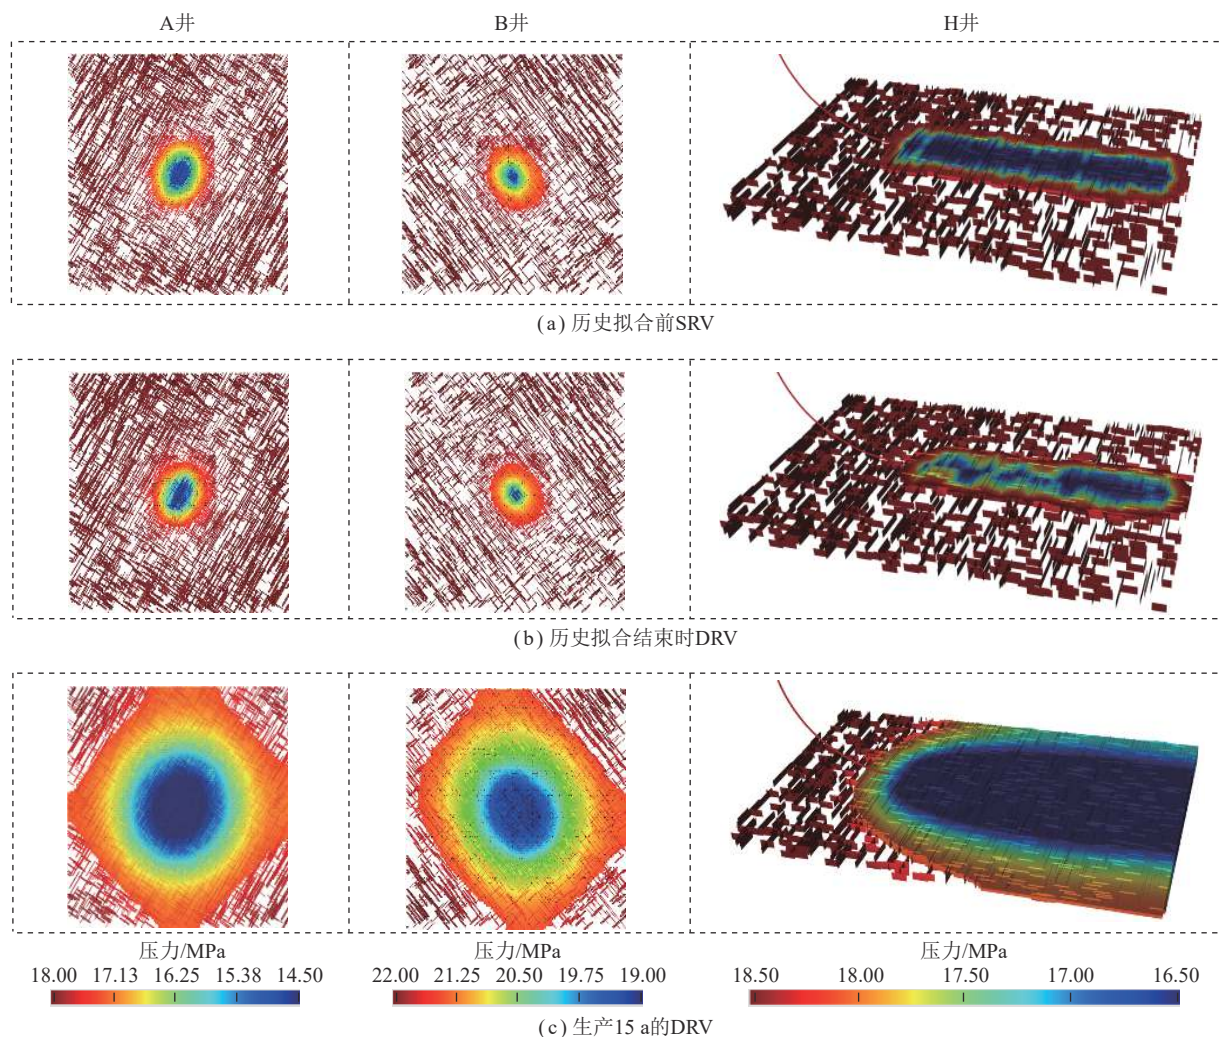 A井 B井 H井
(a) 历史拟合前SRV
(b) 历史拟合结束时DRV
压力/MPa 压力/MPa 压力/MPa
18.00 17.13 16.25 15.38 14.50 22.00 21.25 20.50 19.75 19.00 18.50 18.00 17.50 17.00 16.50
(c) 生产15 a的DRV